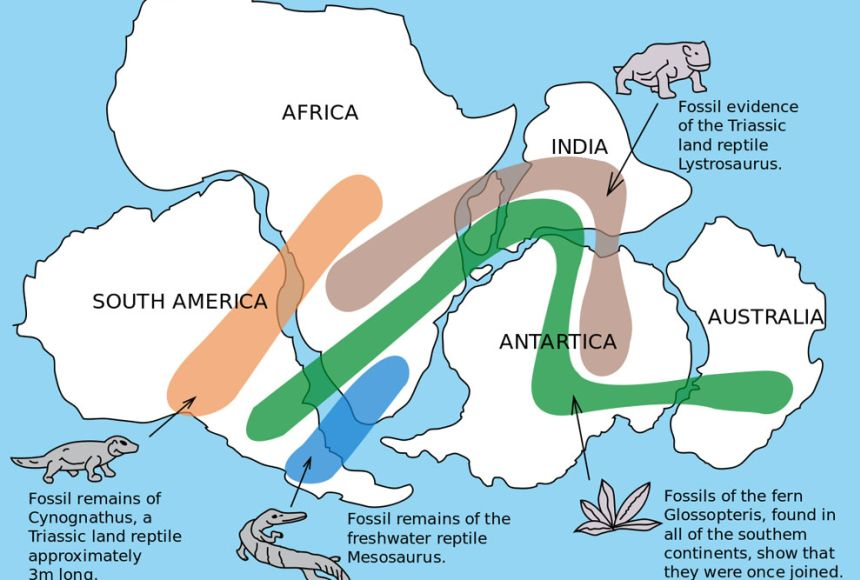 AFRICA
INDIA
Fossil evidence
of the Triassic
land reptile
Lystrosaurus.
SOUTH AMERICA
ANTARTICA
AUSTRALIA
Fossil remains of
Cynognathus, a
Triassic land reptile
approximately
3m long.
Fossil remains of the
freshwater reptile
Mesosaurus.
Fossils of the fern
Glossopteris, found in
all of the southem
continents, show that
they were once joined.